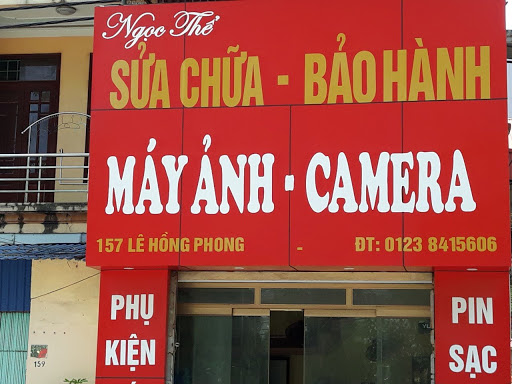 Ngọc Thể
SỬA CHỮA - BẢO HÀNH
MÁY ẢNH - CAMERA
157 LÊ HỒNG PHONG - ĐT: 0123 8415606
PHỤ
KIỆN
PIN
SẠC
159